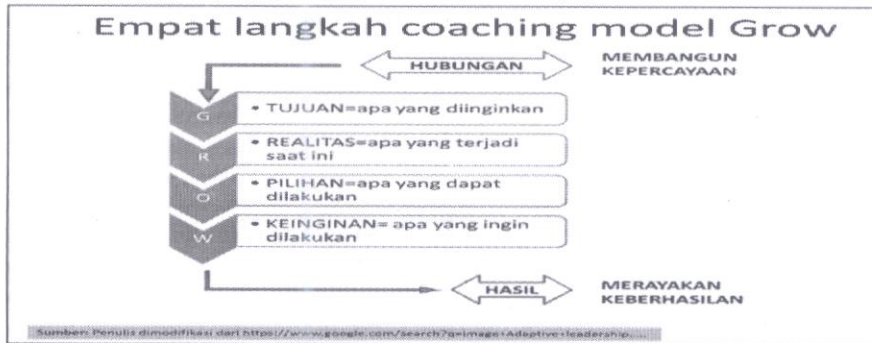 Empat langkah coaching model Grow
HUBUNGAN
MEMBANGUN
KEPERCAYAAN
G
• TUJUAN=apa yang diinginkan
R
• REALITAS=apa yang terjadi
saat ini
O
• PILIHAN=apa yang dapat
dilakukan
W
• KEINGINAN= apa yang ingin
dilakukan
HASIL
MERAYAKAN
KEBERHASILAN
Sumber: Penulis dimodifikasi dari https://www.google.com/search?q=image+Adaptive+leadership,...